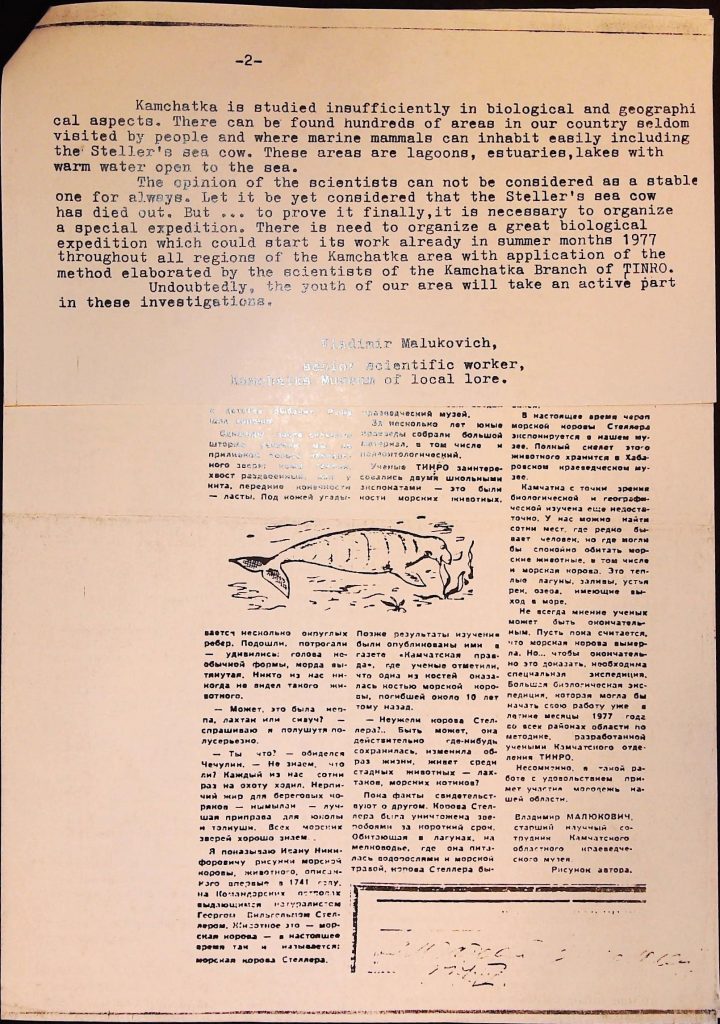 -2-
Kamchatka is studied insufficiently in biological and geographi
cal aspects. There can be found hundreds of areas in our country seldom
visited by people and where marine mammals can inhabit easily including
the Steller's sea cow. These areas are lagoons, estuaries,lakes with
warm water open to the sea.
The opinion of the scientists can not be considered as a stable
one for always. Let it be yet considered that the Steller's sea cow
has died out. But ... to prove it finally,it is necessary to organize
a special expedition. There is need to organize a great biological
expedition which could start its work already in summer months 1977
throughout all regions of the Kamchatka area with application of the
method elaborated by the scientists of the Kamchatka Branch of TINRO.
Undoubtedly, the youth of our area will take an active part
in these investigations.
Vladimir Malukovich,
senior scientific worker,
Kamchatka Museum of local lore.
ного зверя
хвост раздвоенный, как у
кита, передние конечности
— ласты. Под кожей угады-
вается несколько округлых
ребер. Подошли, потрогали
— удивились: голова не-
обычной формы, морда вы-
тянутая. Никто из нас ни-
когда не видел такого жи-
вотного.
— Может, это была нер-
па, лахтак или сивуч? —
спрашиваю я полушутя-по-
лусерьезно.
— Ты что? — обиделся
Чечулин. — Не знаем, что
ли? Каждый из нас сотни
раз на охоту ходил. Нерпи-
чий жир для береговых ко-
ряков — нымылан — луч-
шая приправа для юколы
и толкуши. Всех морских
зверей хорошо знаем.
Я показываю Ивану Ники-
форовичу рисунки морской
коровы, животного, описан-
ного впервые в 1741 году,
на Командорских островах
выдающимся натуралистом
Георгом Вильгельмом Стел-
лером. Животное это — мор-
ская корова — в настоящее
время так и называется:
морская корова Стеллера.
краеведческий музей.
За несколько лет юные
краеведы собрали большой
материал, в том числе и
палеонтологический.
Ученые ТИНРО заинтере-
совались двумя школьными
экспонатами — это были
кости морских животных.
Позже результаты изучения
были опубликованы ими в
газете «Камчатская прав-
да», где ученые отметили,
что одна из костей оказа-
лась костью морской коро-
вы, погибшей около 10 лет
тому назад.
— Неужели корова Стел-
лера?.. Быть может, она
действительно где-нибудь
сохранилась, изменила об-
раз жизни, живет среди
стадных животных — лах-
таков, морских котиков?
Пока факты свидетельст-
вуют о другом. Корова Стел-
лера была уничтожена зве-
робоями за короткий срок.
Обитающая в лагунах, на
мелководье, где она пита-
лась водорослями и морской
травой, корова Стеллера бы-
В настоящее время череп
морской коровы Стеллера
экспонируется в нашем му-
зее. Полный скелет этого
животного хранится в Хаба-
ровском краеведческом му-
зее.
Камчатка с точки зрения
биологической и географи-
ческой изучена еще недоста-
точно. У нас можно найти
сотни мест, где редко бы-
вает человек, но где могли
бы спокойно обитать мор-
ские животные, в том числе
и морская корова. Это теп-
лые лагуны, заливы, устья
рек, озера, имеющие вы-
ход в море.
Не всегда мнение ученых
может быть окончатель-
ным. Пусть пока считается,
что морская корова вымер-
ла. Но... чтобы окончатель-
но это доказать, необходима
специальная экспедиция.
Большая биологическая экс-
педиция, которая могла бы
начать свою работу уже в
летние месяцы 1977 года
во всех районах области по
методике, разработанной
учеными Камчатского отде-
ления ТИНРО.
Несомненно, в такой ра-
боте с удовольствием при-
мет участие молодежь на-
шей области.
Владимир МАЛЮКОВИЧ,
старший научный со-
трудник Камчатского
областного краеведче-
ского музея.
Рисунок автора.